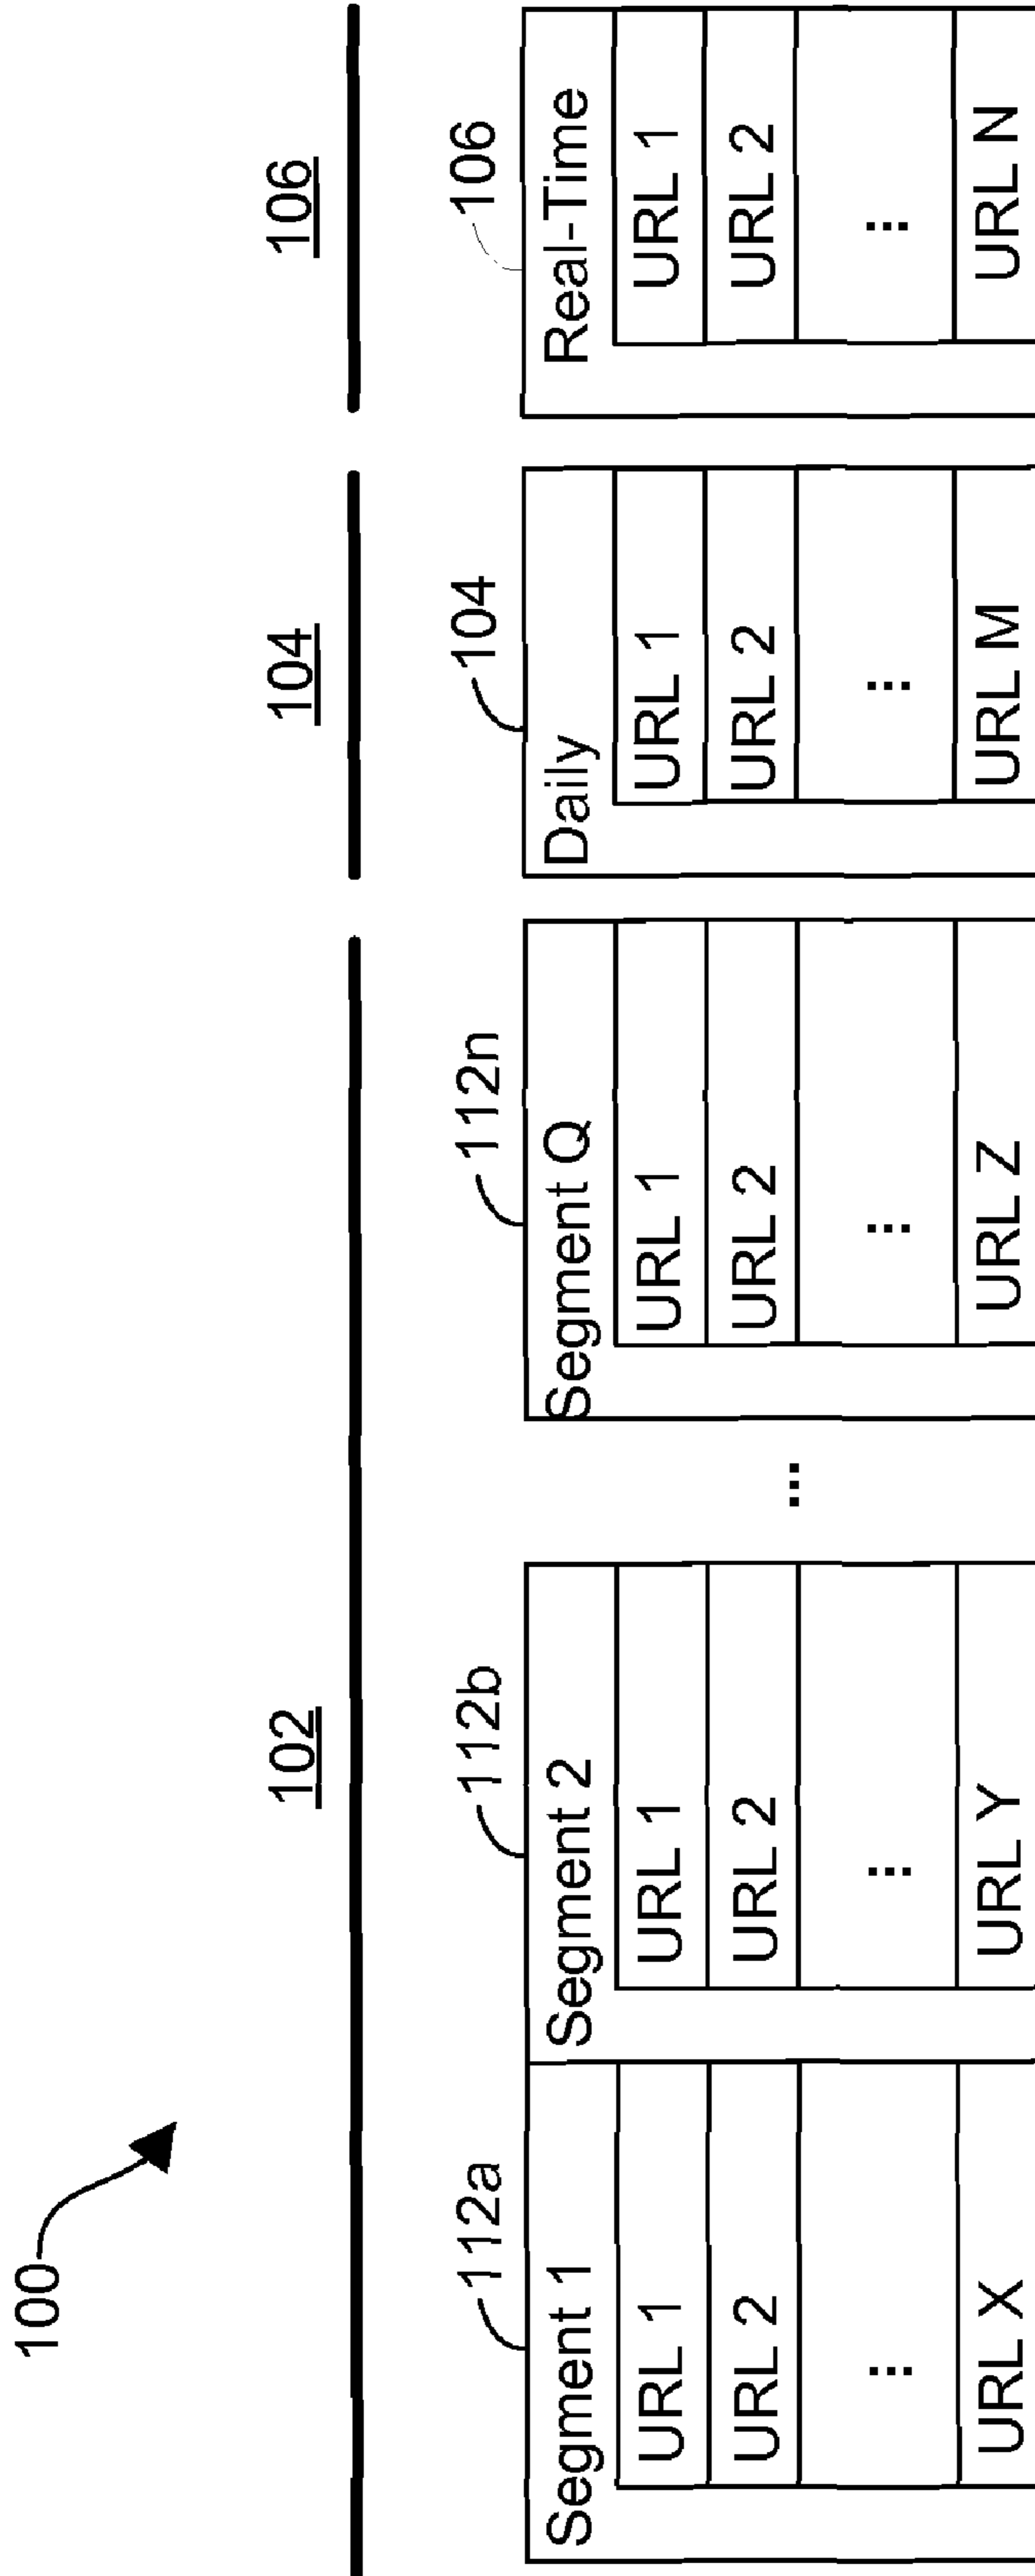 100
102
104
106
112a
112b
112n
104
106
Segment 1
Segment 2
Segment Q
Daily
Real-Time
URL 1
URL 1
URL 1
URL 1
URL 1
URL 2
URL 2
URL 2
URL 2
URL 2
...
...
...
...
...
...
URL X
URL Y
URL Z
URL M
URL N